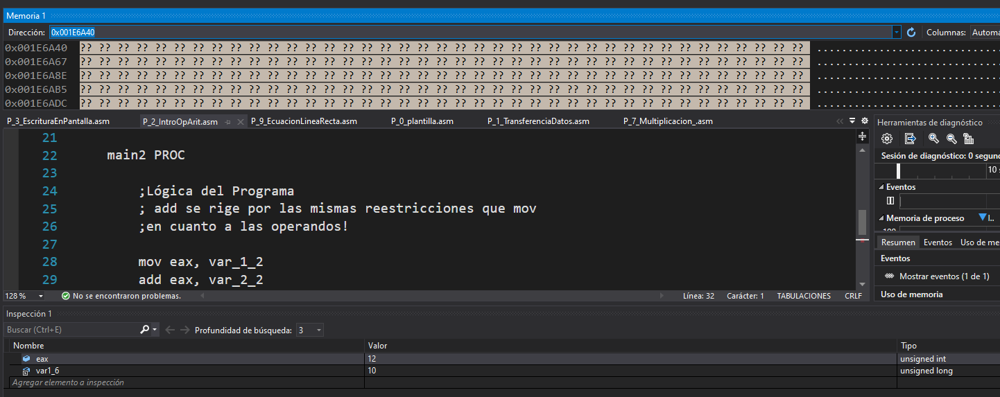 Memoria 1
Dirección: 0x001E6A40 Columnas: Automá
0x001E6A40 ?? ?? ?? ?? ?? ?? ?? ?? ?? ?? ?? ?? ?? ?? ?? ?? ?? ?? ?? ?? ?? ?? ?? ?? ?? ?? ?? ?? ?? ?? ?? ?? ?? ?? ?? ?? ?? ?? ?? ..............................
0x001E6A67 ?? ?? ?? ?? ?? ?? ?? ?? ?? ?? ?? ?? ?? ?? ?? ?? ?? ?? ?? ?? ?? ?? ?? ?? ?? ?? ?? ?? ?? ?? ?? ?? ?? ?? ?? ?? ?? ?? ?? ..............................
0x001E6A8E ?? ?? ?? ?? ?? ?? ?? ?? ?? ?? ?? ?? ?? ?? ?? ?? ?? ?? ?? ?? ?? ?? ?? ?? ?? ?? ?? ?? ?? ?? ?? ?? ?? ?? ?? ?? ?? ?? ?? ..............................
0x001E6AB5 ?? ?? ?? ?? ?? ?? ?? ?? ?? ?? ?? ?? ?? ?? ?? ?? ?? ?? ?? ?? ?? ?? ?? ?? ?? ?? ?? ?? ?? ?? ?? ?? ?? ?? ?? ?? ?? ?? ?? ..............................
0x001E6ADC ?? ?? ?? ?? ?? ?? ?? ?? ?? ?? ?? ?? ?? ?? ?? ?? ?? ?? ?? ?? ?? ?? ?? ?? ?? ?? ?? ?? ?? ?? ?? ?? ?? ?? ?? ?? ?? ?? ?? ..............................
P_3_EscrituraEnPantalla.asm P_2_IntroOpArit.asm P_9_EcuacionLineaRecta.asm P_0_plantilla.asm P_1_TransferenciaDatos.asm P_7_Multiplicacion_.asm
21
22 main2 PROC
23
24 ;Lógica del Programa
25 ; add se rige por las mismas reestricciones que mov
26 ;en cuanto a las operandos!
27
28 mov eax, var_1_2
29 add eax, var_2_2
128 % No se encontraron problemas. Línea: 32 Carácter: 1 TABULACIONES CRLF
Herramientas de diagnóstico
Sesión de diagnóstico: 0 segund
10 s
Eventos
Memoria de proceso I..
100
Resumen Eventos Uso de me
Eventos
Mostrar eventos (1 de 1)
Uso de memoria
Inspección 1
Buscar (Ctrl+E) Profundidad de búsqueda: 3
Nombre Valor Tipo
eax 12 unsigned int
var1_6 10 unsigned long
Agregar elemento a inspección